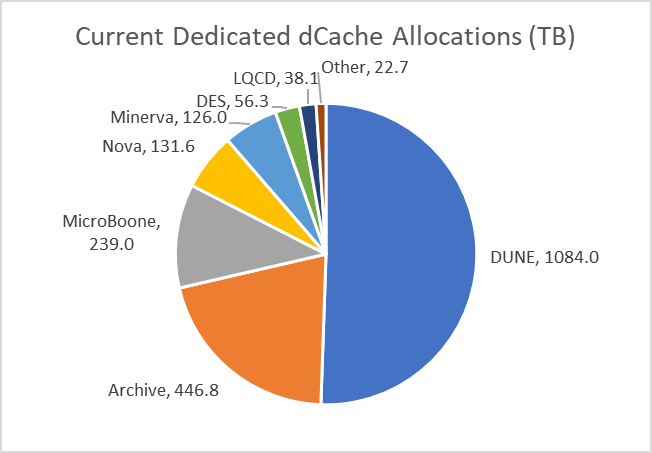 Current Dedicated dCache Allocations (TB)
Other, 22.7
LQCD, 38.1
DES, 56.3
Minerva, 126.0
Nova, 131.6
MicroBoone,
239.0
DUNE, 1084.0
Archive, 446.8